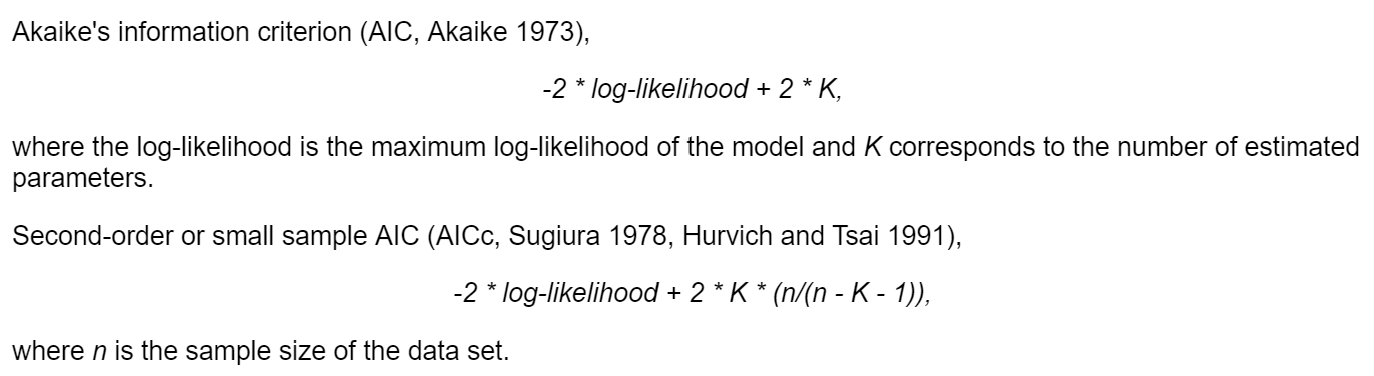 Akaike's information criterion (AIC, Akaike 1973),
-2 * log-likelihood + 2 * K,
where the log-likelihood is the maximum log-likelihood of the model and K corresponds to the number of estimated
parameters.
Second-order or small sample AIC (AICc, Sugiura 1978, Hurvich and Tsai 1991),
-2 * log-likelihood + 2 * K * (n/(n - K - 1)),
where n is the sample size of the data set.